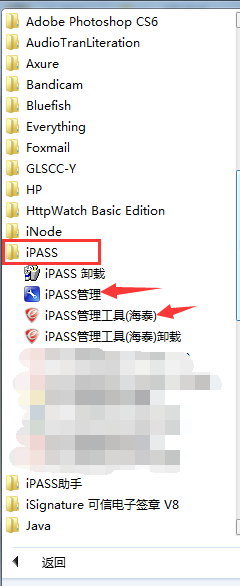 Adobe Photoshop CS6
AudioTranLiteration
Axure
Bandicam
Bluefish
Everything
Foxmail
GLSCC-Y
HP
HttpWatch Basic Edition
iNode
iPASS
iPASS 卸载
iPASS管理
iPASS管理工具(海泰)
iPASS管理工具(海泰)卸载
iPASS助手
iSignature 可信电子签章 V8
Java
返回